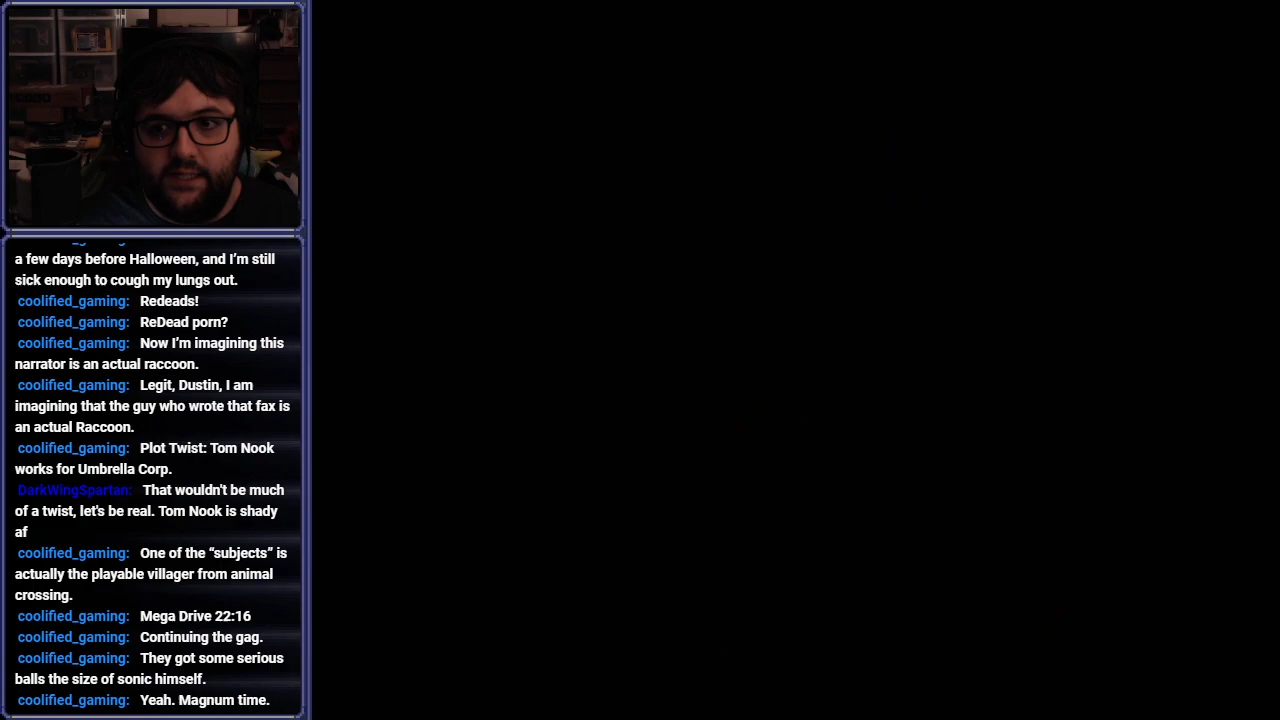 a few days before Halloween, and I’m still
sick enough to cough my lungs out.
coolified_gaming: Redeads!
coolified_gaming: ReDead porn?
coolified_gaming: Now I’m imagining this
narrator is an actual raccoon.
coolified_gaming: Legit, Dustin, I am
imagining that the guy who wrote that fax is
an actual Raccoon.
coolified_gaming: Plot Twist: Tom Nook
works for Umbrella Corp.
DarkWingSpartan: That wouldn't be much
of a twist, let's be real. Tom Nook is shady
af
coolified_gaming: One of the “subjects” is
actually the playable villager from animal
crossing.
coolified_gaming: Mega Drive 22:16
coolified_gaming: Continuing the gag.
coolified_gaming: They got some serious
balls the size of sonic himself.
coolified_gaming: Yeah. Magnum time.